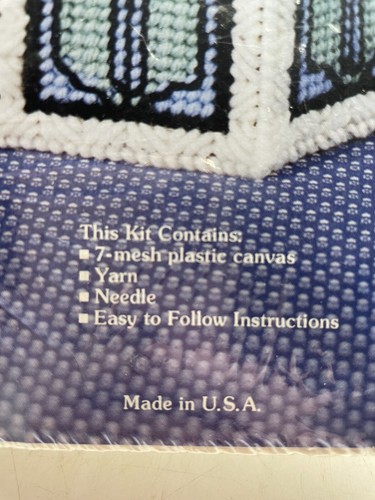 This Kit Contains:
■ 7-mesh plastic canvas
■ Yarn
■ Needle
■ Easy to Follow Instructions
Made in U.S.A.